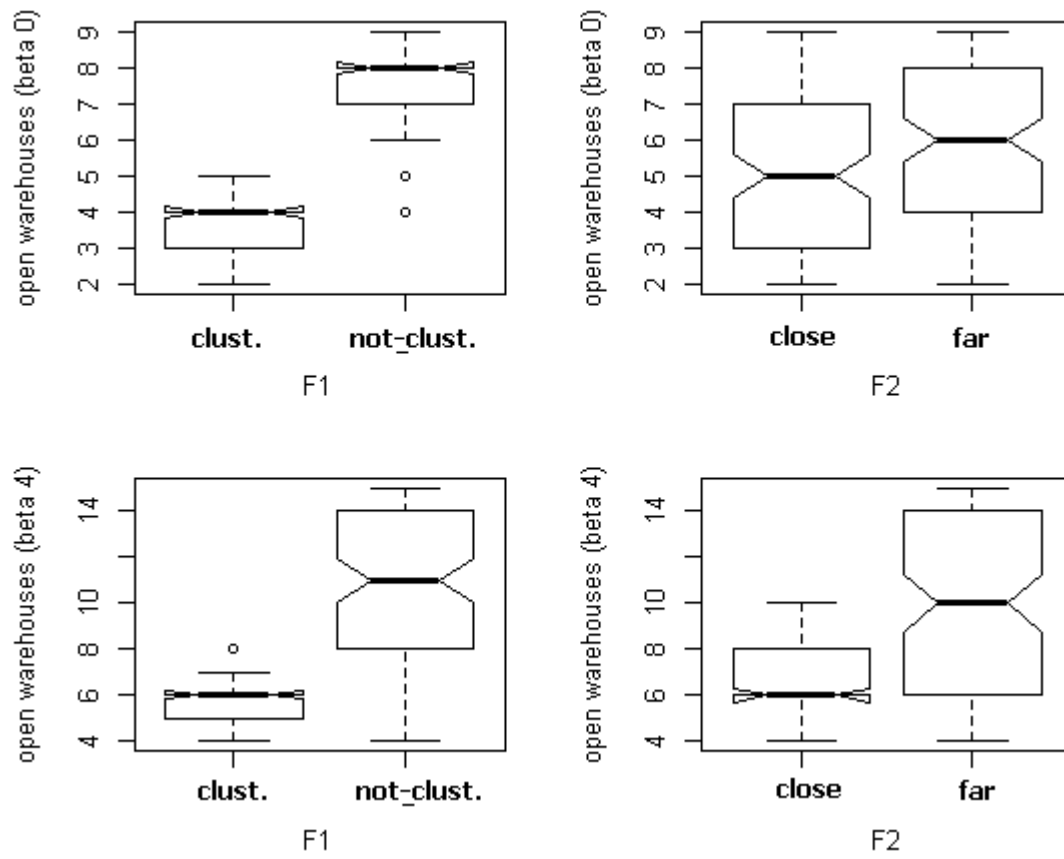 open warehouses (beta 0)
9
8
7
6
5
4
3
2
clust.
not-clust.
F1
open warehouses (beta 0)
9
8
7
6
5
4
3
2
close
far
F2
open warehouses (beta 4)
14
10
8
6
4
clust.
not-clust.
F1
open warehouses (beta 4)
14
10
8
6
4
close
far
F2